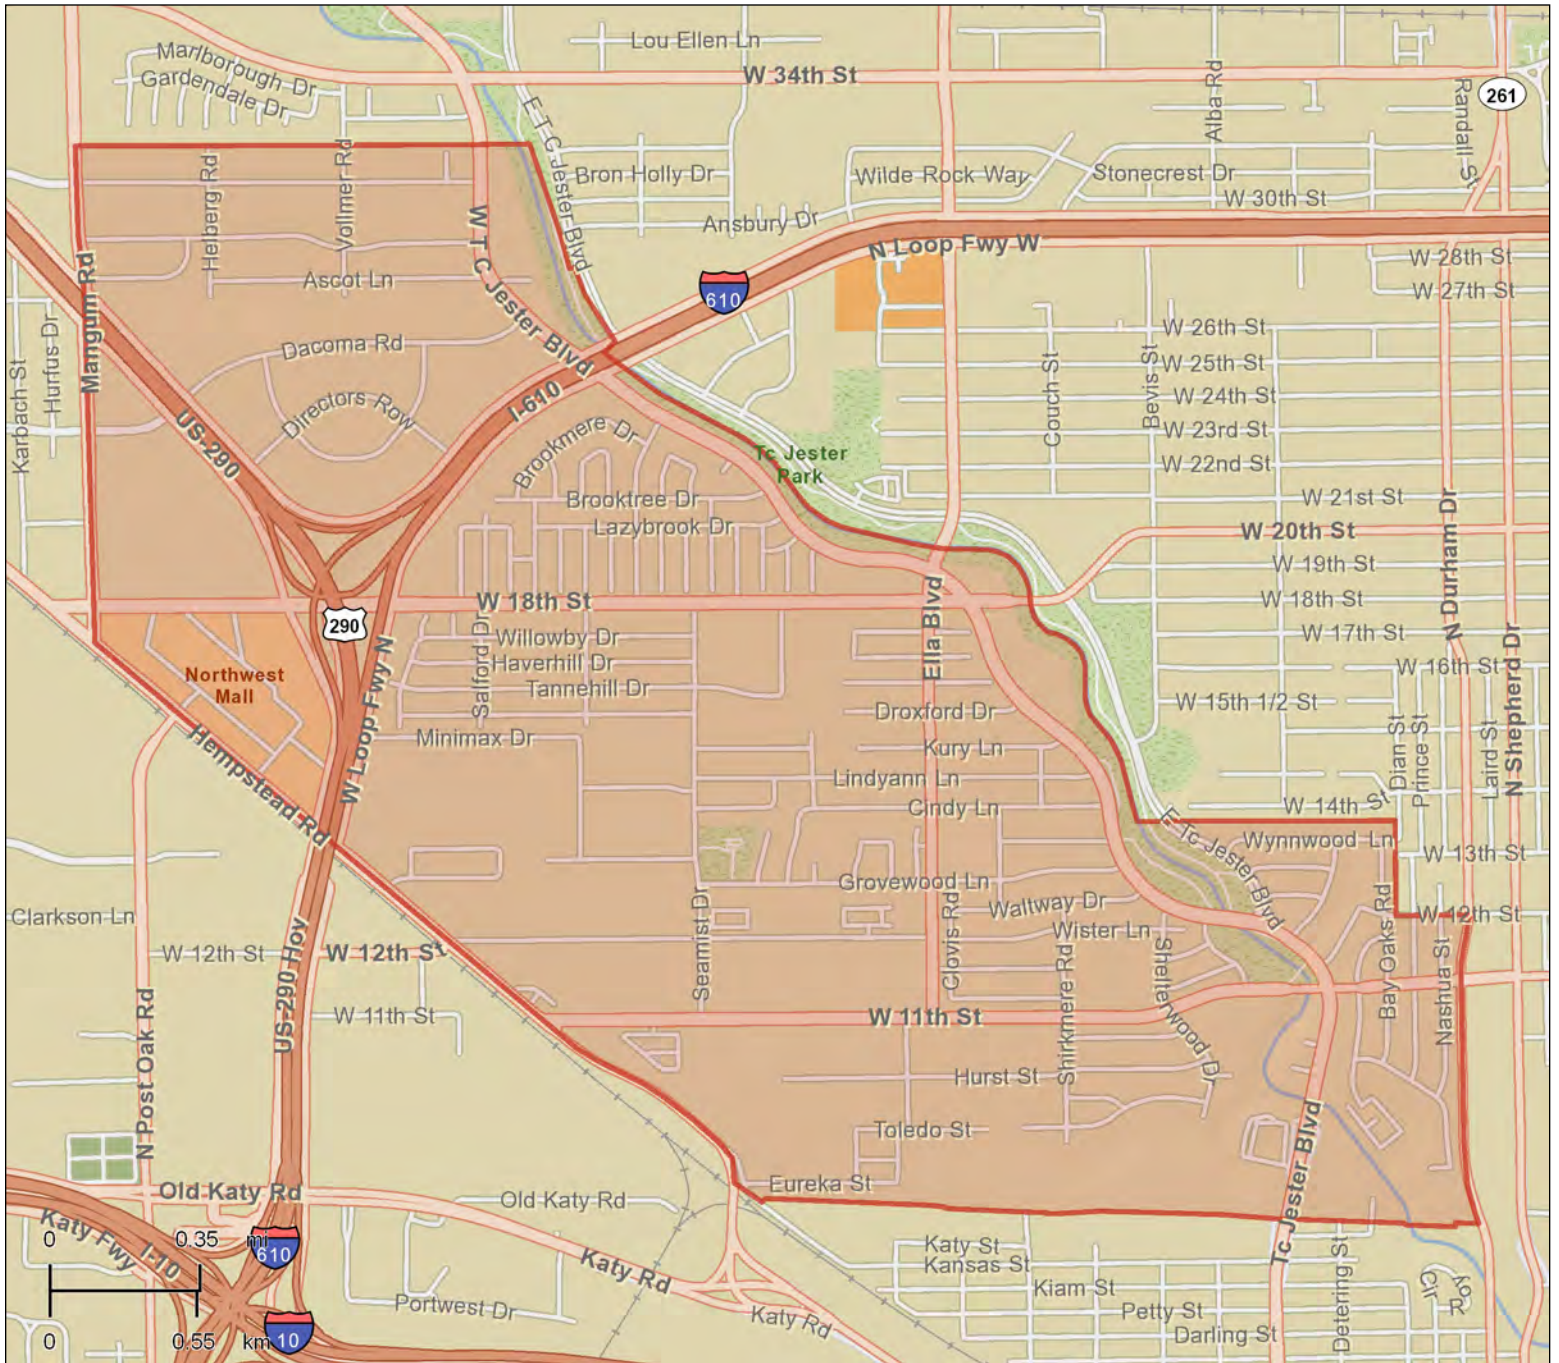 Lou Ellen Ln
Marlborough Dr
Gardendale Dr
W 34th St
Alba Rd
Randall St
261
E T C Jester Blvd
Heiberg Rd
Vollmer Rd
Bron Holly Dr
Wilde Rock Way
Stonecrest Dr
W 30th St
Ansbury Dr
W T C Jester Blvd
N Loop Fwy W
W 28th St
Mangum Rd
Ascot Ln
610
W 27th St
Karbach St
Hurfus Dr
Dacoma Rd
W 26th St
Couch St
Bevis St
W 25th St
W 24th St
Directors Row
I-610
US-290
Brookmere Dr
W 23rd St
Tc Jester
Park
W 22nd St
Brooktree Dr
W 21st St
Lazybrook Dr
W 20th St
N Durham Dr
W 19th St
W 18th St
W 18th St
Ella Blvd
290
Salford Dr
Willowby Dr
W 17th St
Haverhill Dr
W 16th St
Northwest
Mall
Tannehill Dr
W 15th 1/2 St
W Loop Fwy N
Droxford Dr
Dian St
Prince St
Laird St
N Shepherd Dr
Minimax Dr
Kury Ln
Hempstead Rd
Lindyann Ln
Cindy Ln
W 14th St
E Tc Jester Blvd
Wynnwood Ln
W 13th St
Grovewood Ln
Seamist Dr
Waltway Dr
Clarkson Ln
W 12th St
Clovis Rd
Wister Ln
Bay Oaks Rd
W 12th St
W 12th St
US-290 Hov
Shirkmere Rd
Shelterwood Dr
Nashua St
N Post Oak Rd
W 11th St
W 11th St
Hurst St
Toledo St
Tc Jester Blvd
Eureka St
Old Katy Rd
Old Katy Rd
Katy Fwy
I-10
0 0.35 mi
610
Katy Rd
Katy St
Kansas St
Kiam St
Detering St
Roy
Cir
Portwest Dr
Katy Rd
Petty St
Darling St
0 0.55 km
10